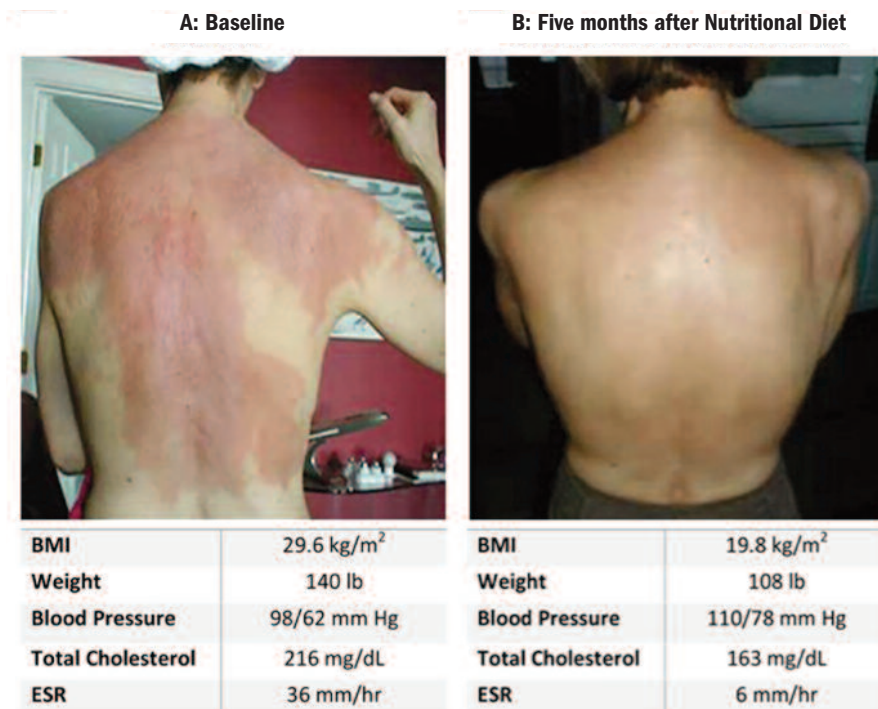 A: Baseline
B: Five months after Nutritional Diet
BMI 29.6 kg/m²
Weight 140 lb
Blood Pressure 98/62 mm Hg
Total Cholesterol 216 mg/dL
ESR 36 mm/hr
BMI 19.8 kg/m²
Weight 108 lb
Blood Pressure 110/78 mm Hg
Total Cholesterol 163 mg/dL
ESR 6 mm/hr